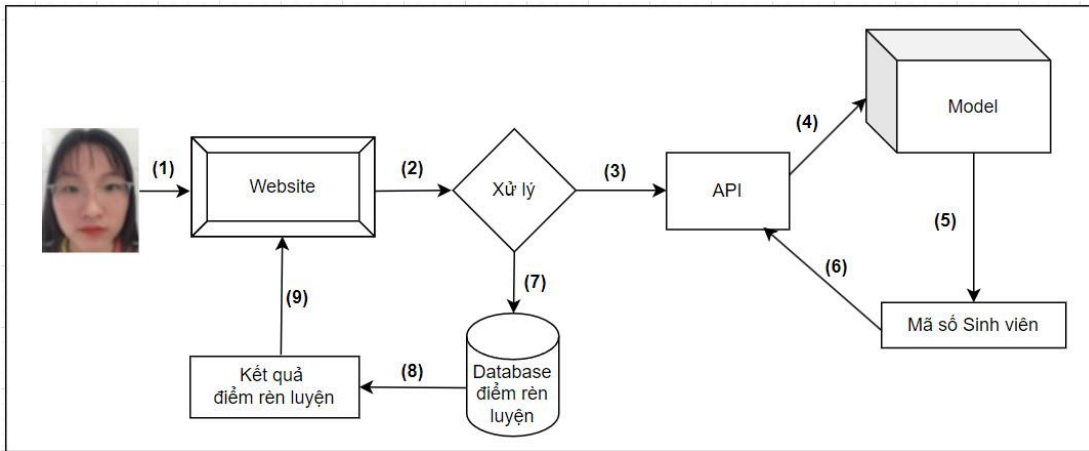 Model
(4)
(1)
Website
(2)
Xử lý
(3)
API
(5)
(6)
(7)
(9)
Mã số Sinh viên
Kết quả
điểm rèn luyện
(8)
Database
điểm rèn
luyện